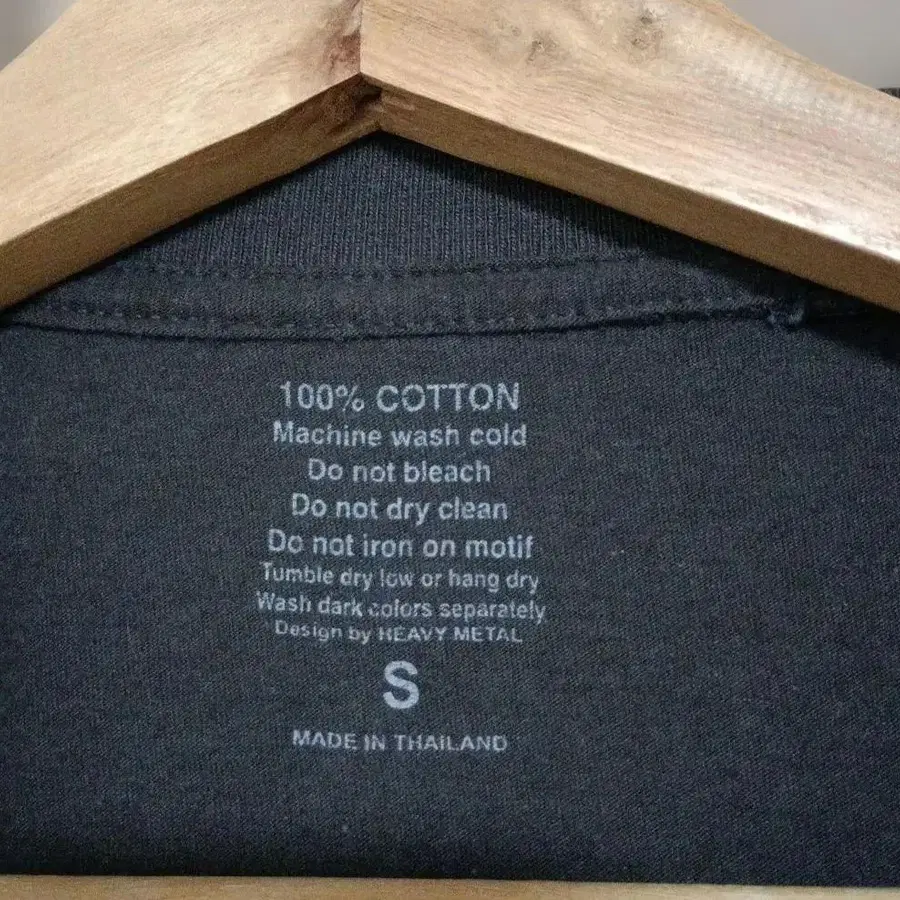 100% COTTON
Machine wash cold
Do not bleach
Do not dry clean
Do not iron on motif
Tumble dry low or hang dry
Wash dark colors separately
Design by HEAVY METAL
S
MADE IN THAILAND